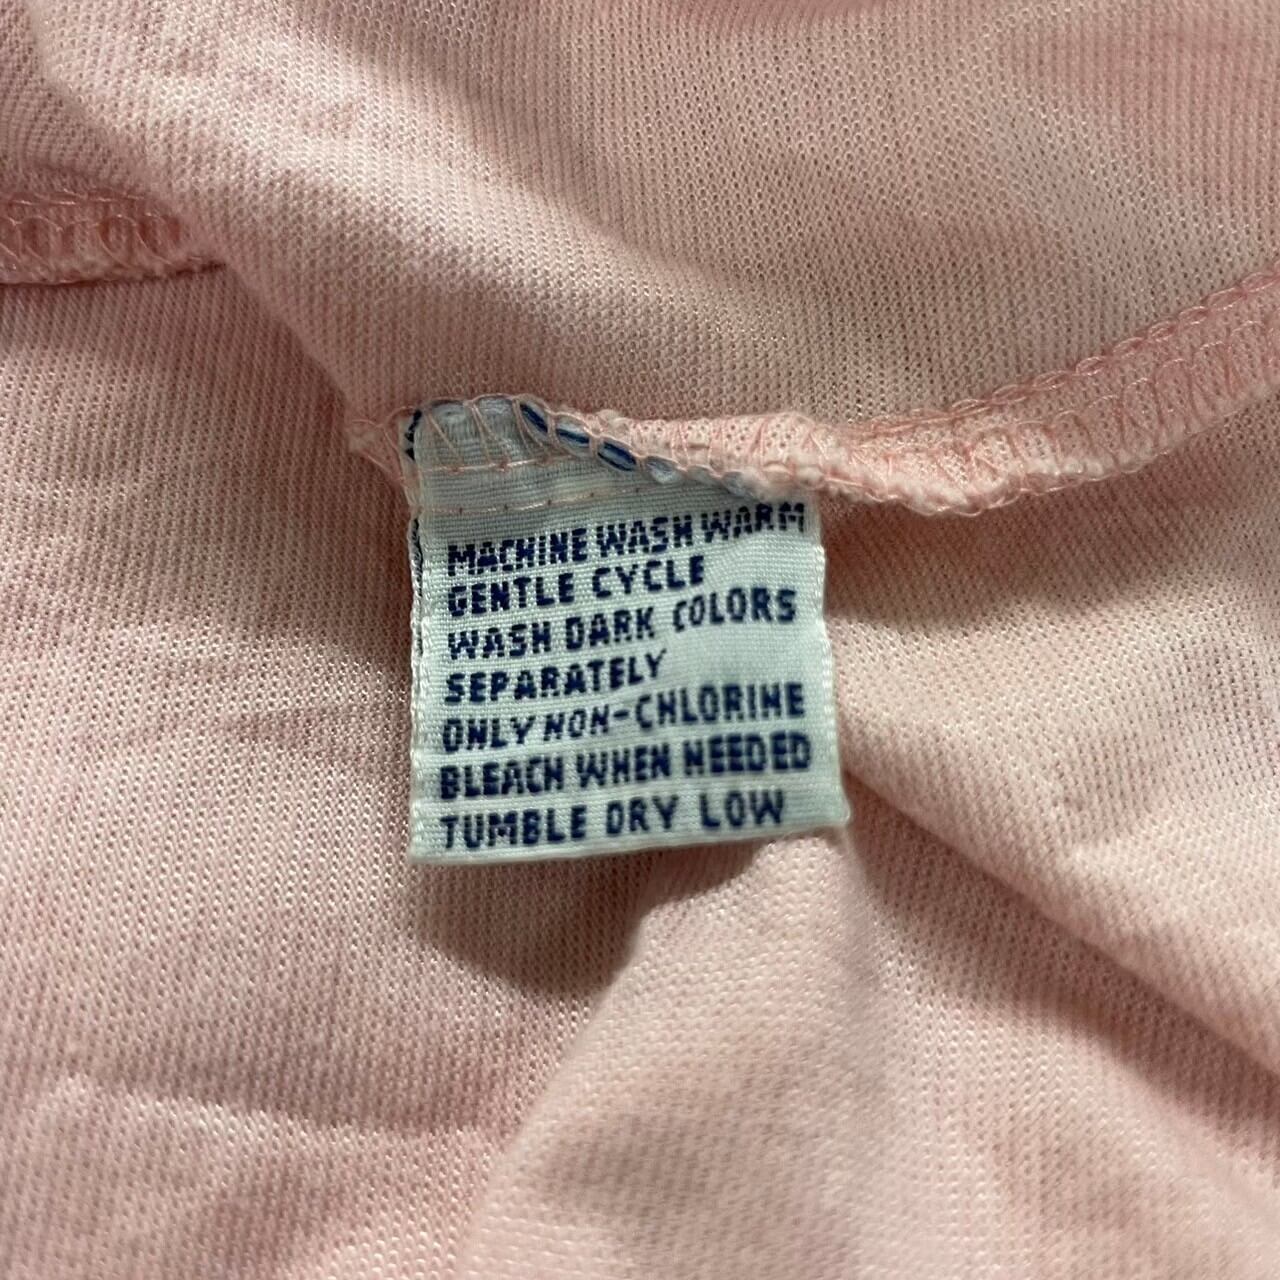 MACHINE WASH WARM
GENTLE CYCLE
WASH DARK COLORS
SEPARATELY
ONLY NON-CHLORINE
BLEACH WHEN NEEDED
TUMBLE DRY LOW